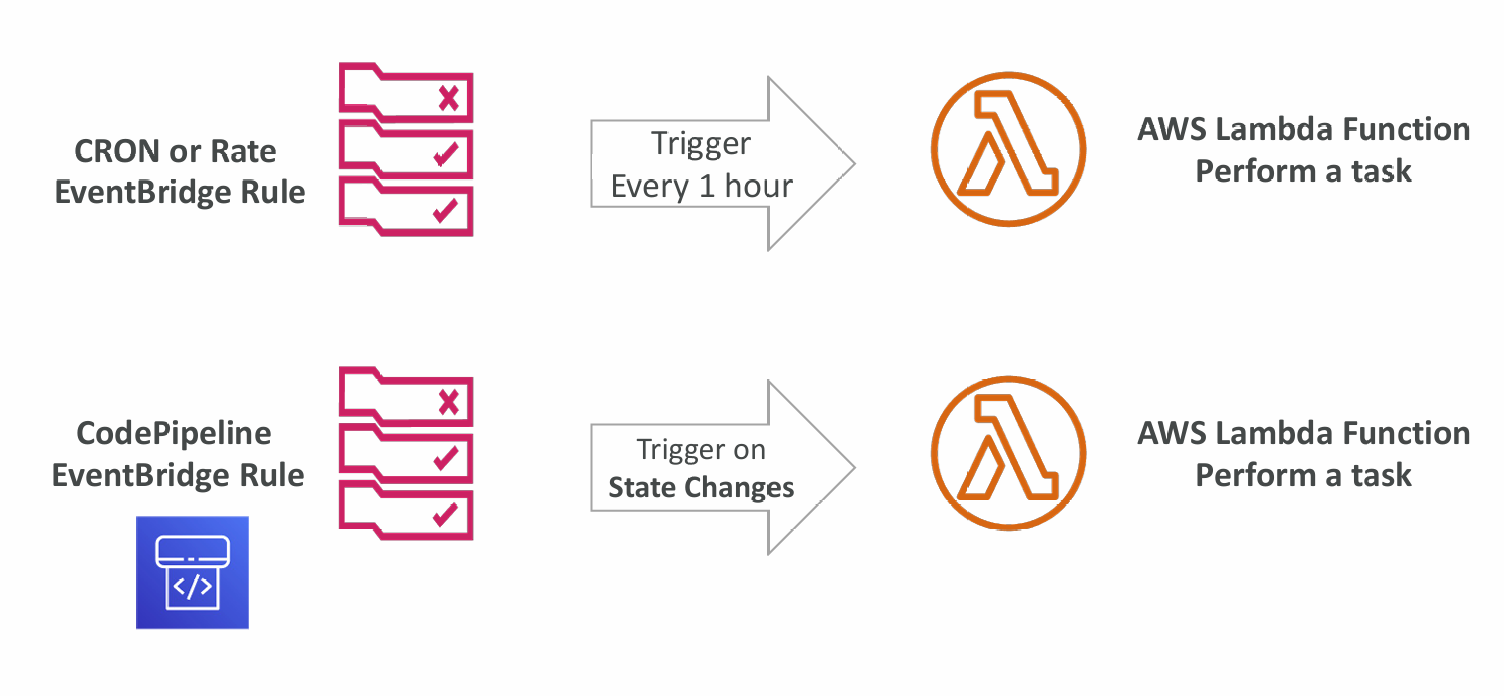 CRON or Rate
EventBridge Rule
Trigger
Every 1 hour
AWS Lambda Function
Perform a task
CodePipeline
EventBridge Rule
</>
Trigger on
State Changes
AWS Lambda Function
Perform a task